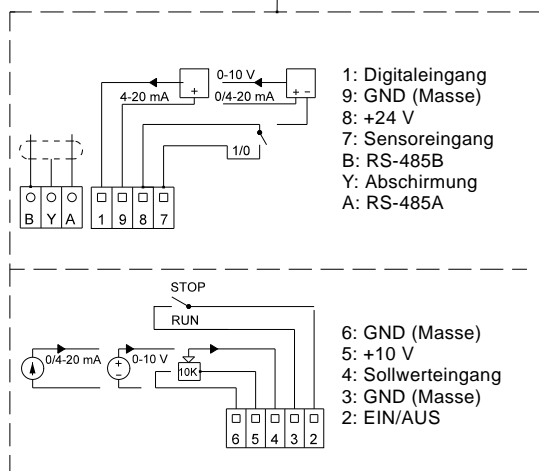 0-10 V
4-20 mA
0/4-20 mA
+
+ -
1/0
B Y A
1 9 8 7
1: Digitaleingang
9: GND (Masse)
8: +24 V
7: Sensoreingang
B: RS-485B
Y: Abschirmung
A: RS-485A
STOP
RUN
0/4-20 mA
0-10 V
+
-
10K
6 5 4 3 2
6: GND (Masse)
5: +10 V
4: Sollwerteingang
3: GND (Masse)
2: EIN/AUS